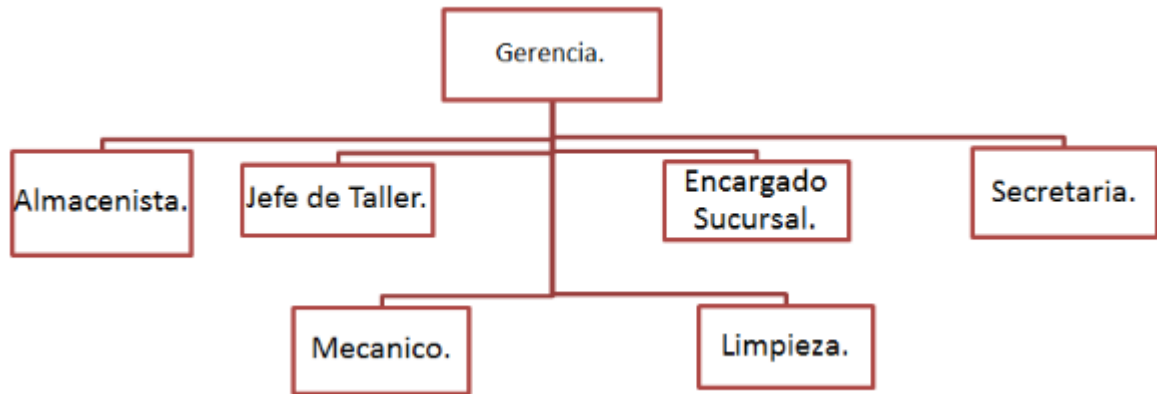 Gerencia.
Almacenista.
Jefe de Taller.
Encargado
Sucursal.
Secretaria.
Mecanico.
Limpieza.